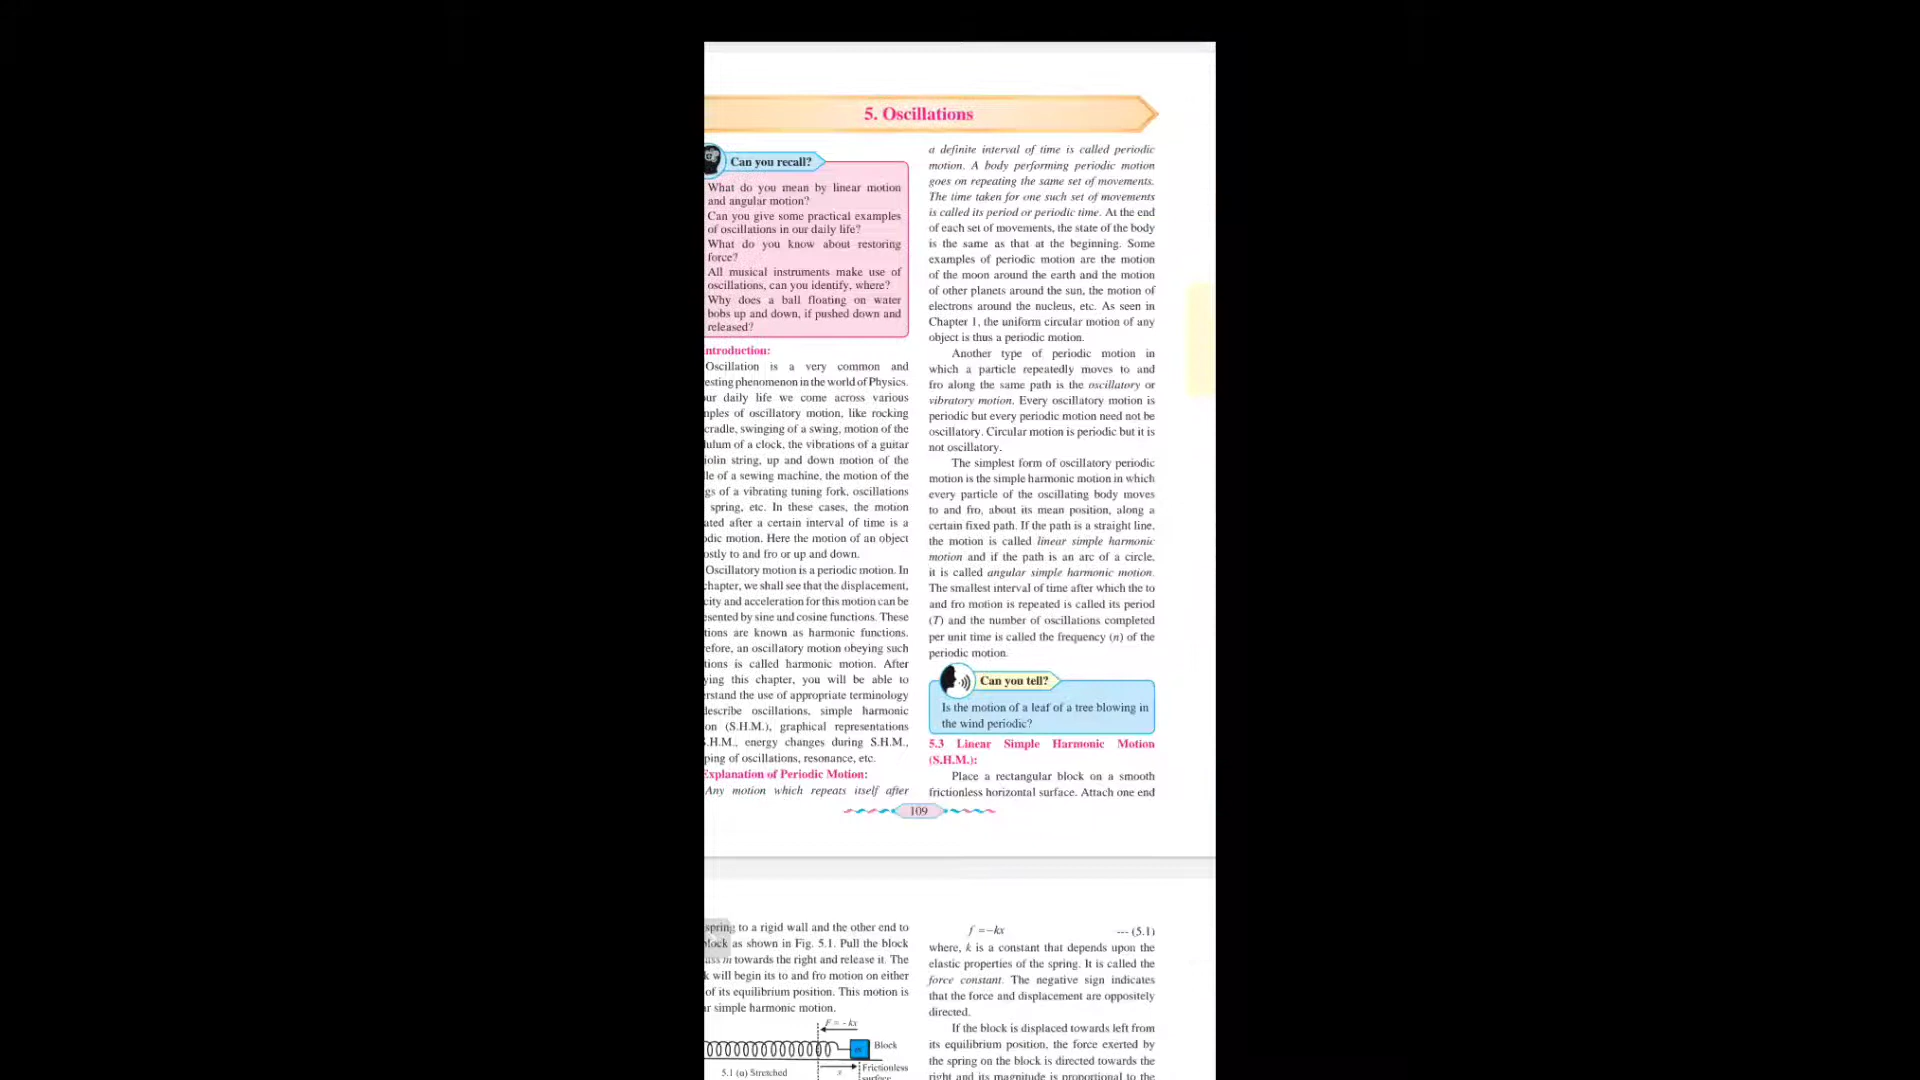 5. Oscillations
Can you recall?
What do you mean by linear motion
and angular motion?
Can you give some practical examples
of oscillations in our daily life?
What do you know about restoring
force?
All musical instruments make use of
oscillations, can you identify, where?
Why does a ball floating on water
bobs up and down, if pushed down and
released?
ntroduction:
Oscillation is a very common and
esting phenomenon in the world of Physics.
ur daily life we come across various
mples of oscillatory motion, like rocking
cradle, swinging of a swing, motion of the
dulum of a clock, the vibrations of a guitar
iolin string, up and down motion of the
le of a sewing machine, the motion of the
gs of a vibrating tuning fork, oscillations
spring, etc. In these cases, the motion
ated after a certain interval of time is a
odic motion. Here the motion of an object
ostly to and fro or up and down.
Oscillatory motion is a periodic motion. In
chapter, we shall see that the displacement,
city and acceleration for this motion can be
esented by sine and cosine functions. These
tions are known as harmonic functions.
refore, an oscillatory motion obeying such
tions is called harmonic motion. After
ying this chapter, you will be able to
erstand the use of appropriate terminology
describe oscillations, simple harmonic
on (S.H.M.), graphical representations
S.H.M., energy changes during S.H.M.,
ping of oscillations, resonance, etc.
Explanation of Periodic Motion:
Any motion which repeats itself after
a definite interval of time is called periodic
motion. A body performing periodic motion
goes on repeating the same set of movements.
The time taken for one such set of movements
is called its period or periodic time. At the end
of each set of movements, the state of the body
is the same as that at the beginning. Some
examples of periodic motion are the motion
of the moon around the earth and the motion
of other planets around the sun, the motion of
electrons around the nucleus, etc. As seen in
Chapter 1, the uniform circular motion of any
object is thus a periodic motion.
Another type of periodic motion in
which a particle repeatedly moves to and
fro along the same path is the oscillatory or
vibratory motion. Every oscillatory motion is
periodic but every periodic motion need not be
oscillatory. Circular motion is periodic but it is
not oscillatory.
The simplest form of oscillatory periodic
motion is the simple harmonic motion in which
every particle of the oscillating body moves
to and fro, about its mean position, along a
certain fixed path. If the path is a straight line,
the motion is called linear simple harmonic
motion and if the path is an arc of a circle,
it is called angular simple harmonic motion.
The smallest interval of time after which the to
and fro motion is repeated is called its period
(T) and the number of oscillations completed
per unit time is called the frequency (n) of the
periodic motion.
Can you tell?
Is the motion of a leaf of a tree blowing in
the wind periodic?
5.3 Linear Simple Harmonic Motion
(S.H.M.):
Place a rectangular block on a smooth
frictionless horizontal surface. Attach one end
109
spring to a rigid wall and the other end to
block as shown in Fig. 5.1. Pull the block
ass m towards the right and release it. The
k will begin its to and fro motion on either
of its equilibrium position. This motion is
ar simple harmonic motion.
F = - kx
Block
m
x
Frictionless
surface
5.1 (a) Stretched
f = -kx --- (5.1)
where, k is a constant that depends upon the
elastic properties of the spring. It is called the
force constant. The negative sign indicates
that the force and displacement are oppositely
directed.
If the block is displaced towards left from
its equilibrium position, the force exerted by
the spring on the block is directed towards the
right and its magnitude is proportional to the